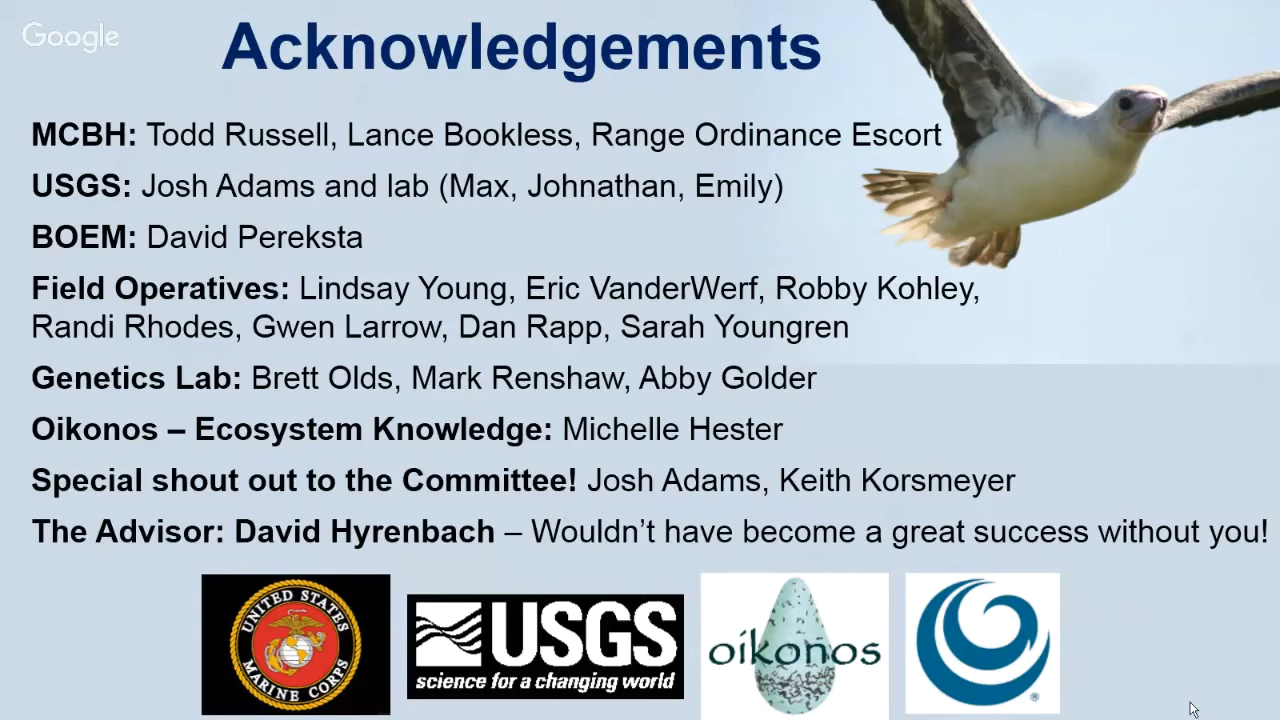 Google
Acknowledgements
MCBH: Todd Russell, Lance Bookless, Range Ordinance Escort
USGS: Josh Adams and lab (Max, Johnathan, Emily)
BOEM: David Pereksta
Field Operatives: Lindsay Young, Eric VanderWerf, Robby Kohley,
Randi Rhodes, Gwen Larrow, Dan Rapp, Sarah Youngren
Genetics Lab: Brett Olds, Mark Renshaw, Abby Golder
Oikonos – Ecosystem Knowledge: Michelle Hester
Special shout out to the Committee! Josh Adams, Keith Korsmeyer
The Advisor: David Hyrenbach – Wouldn't have become a great success without you!
UNITED STATES
MARINE CORPS
USGS
science for a changing world
oikonos
®